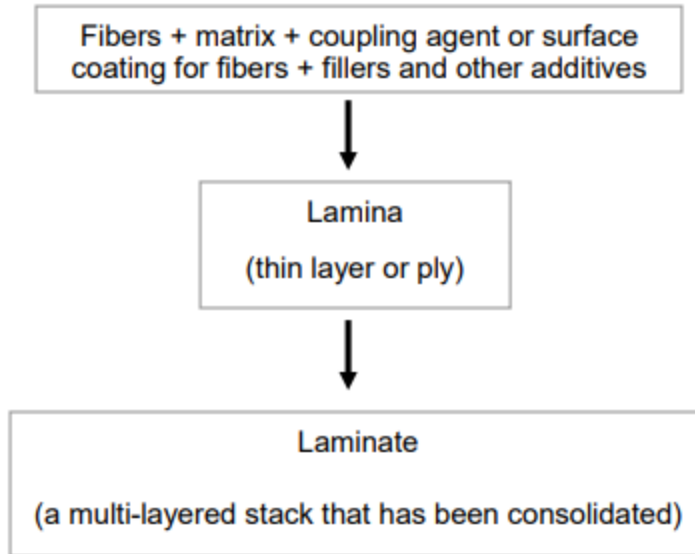 Fibers + matrix + coupling agent or surface
coating for fibers + fillers and other additives
Lamina
(thin layer or ply)
Laminate
(a multi-layered stack that has been consolidated)